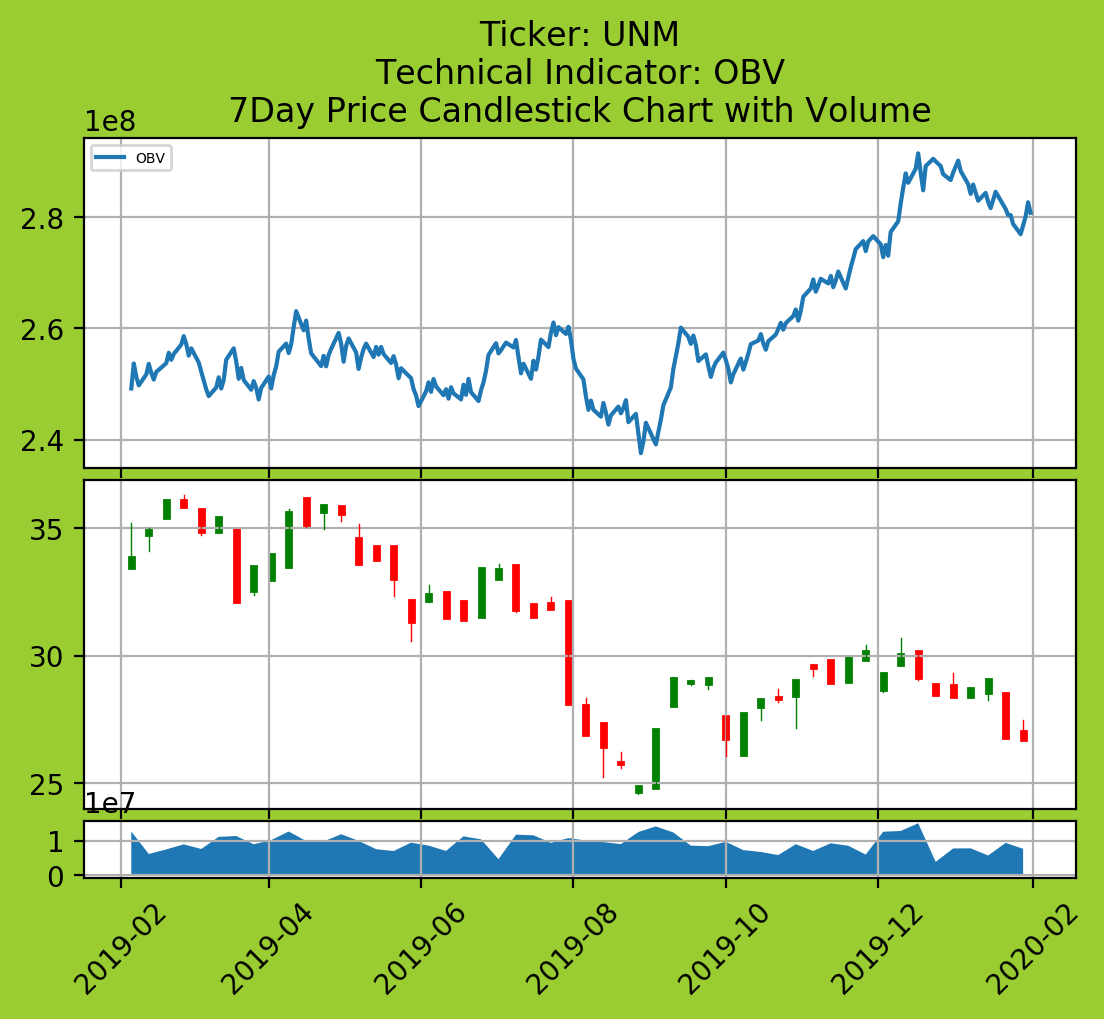 Ticker: UNM
Technical Indicator: OBV
7Day Price Candlestick Chart with Volume
1e8
OBV
2.8
2.6
2.4
35
30
25
1e7
1
0
2019-02
2019-04
2019-06
2019-08
2019-10
2019-12
2020-02